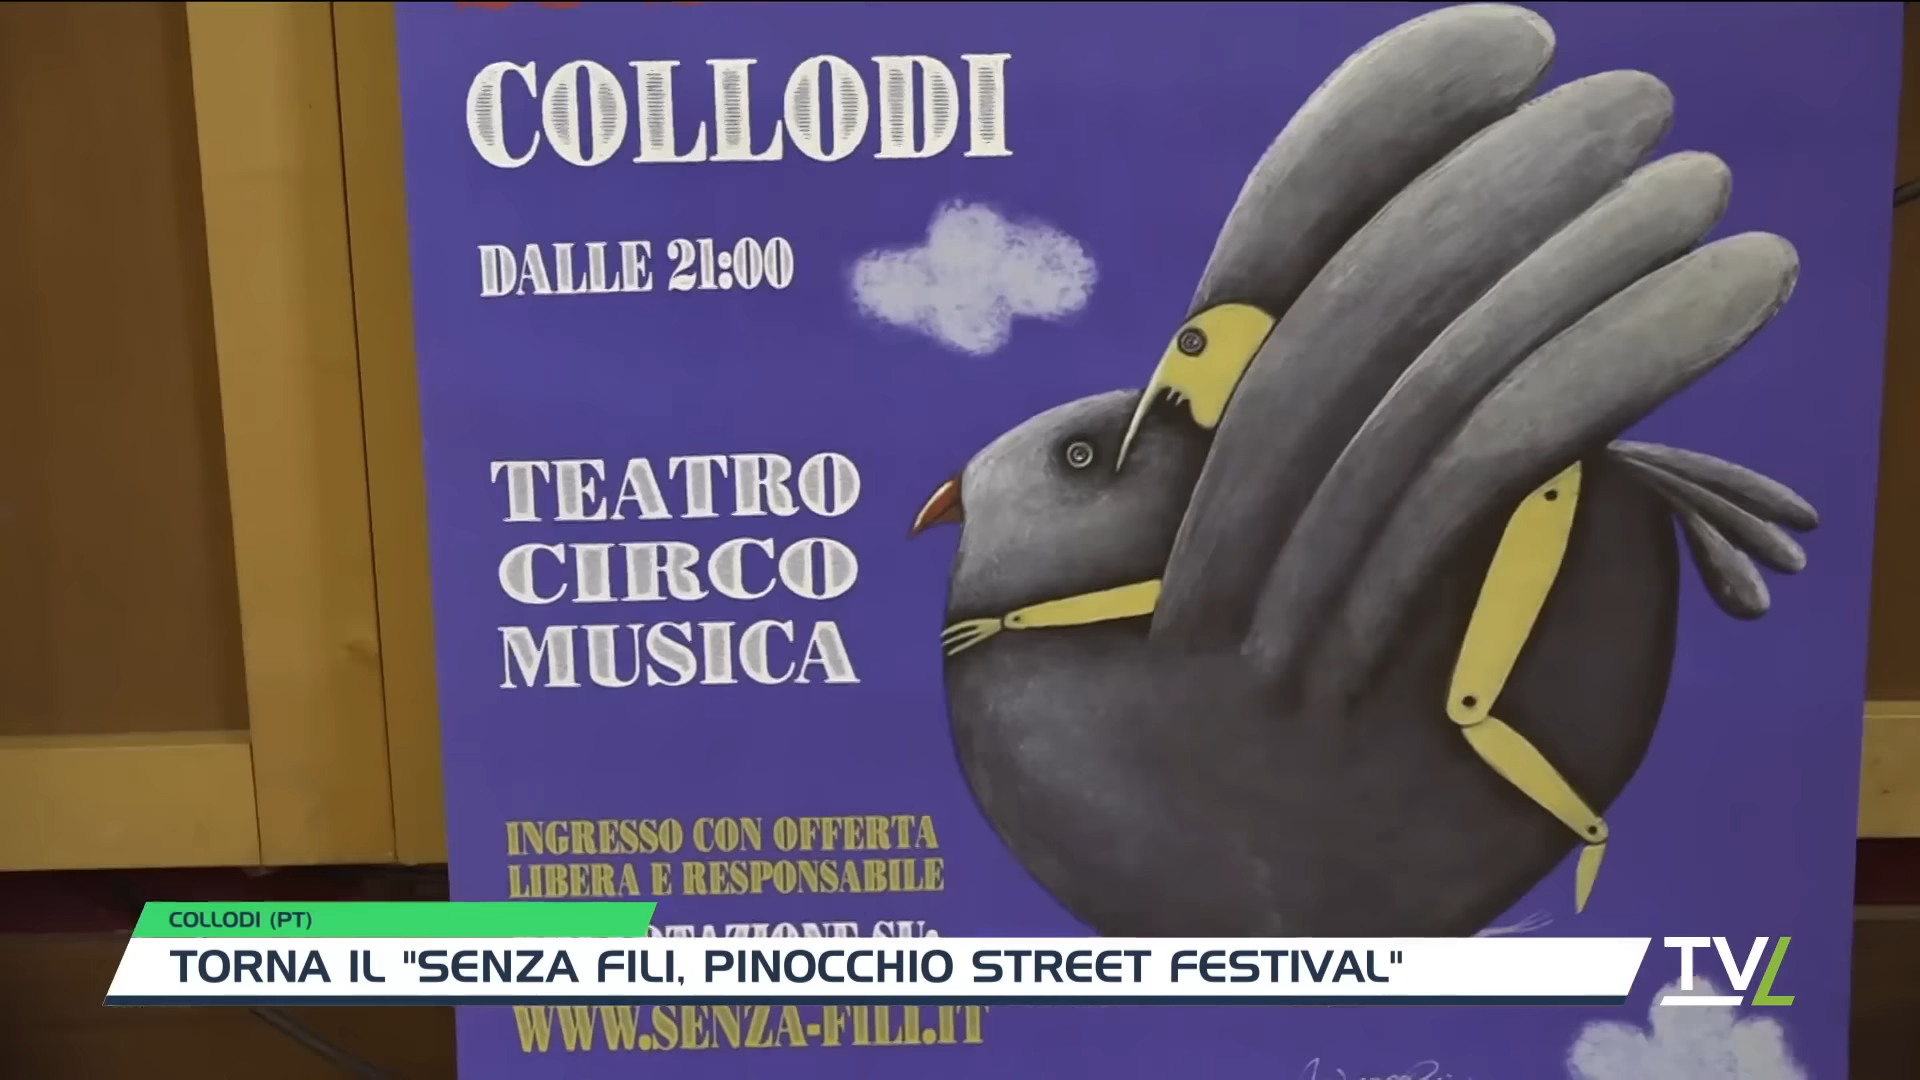 COLLODI
DALLE 21:00
TEATRO
CIRCO
MUSICA
INGRESSO CON OFFERTA
LIBERA E RESPONSABILE
SU:
WWW.SENZA-FILI.IT
COLLODI (PT)
TORNA IL "SENZA FILI, PINOCCHIO STREET FESTIVAL"
TVL